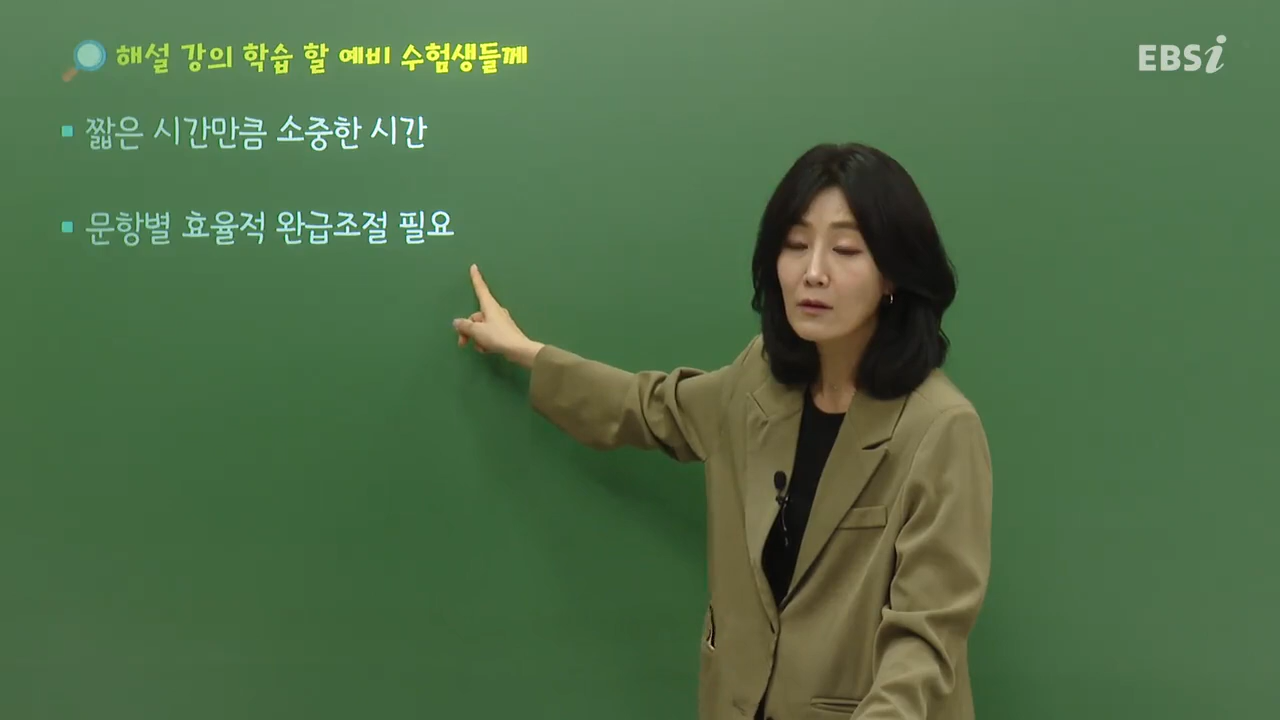 해설 강의 학습 할 예비 수험생들께
EBSi
짧은 시간만큼 소중한 시간
문항별 효율적 완급조절 필요